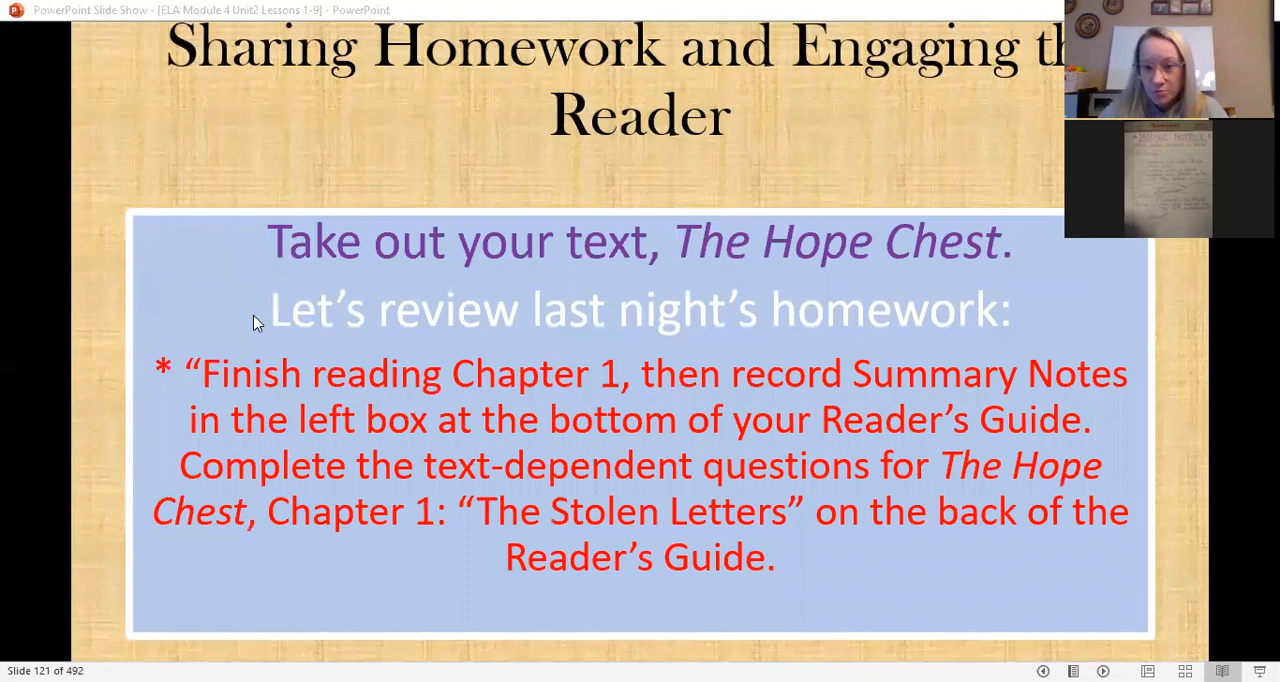 PowerPoint Slide Show - [ELA Module 4 Unit2 Lessons 1-9] - PowerPoint
Sharing Homework and Engaging
Reader
Take out your text, The Hope Chest.
Let’s review last night’s homework:
* “Finish reading Chapter 1, then record Summary Notes
in the left box at the bottom of your Reader’s Guide.
Complete the text-dependent questions for The Hope
Chest, Chapter 1: “The Stolen Letters” on the back of the
Reader’s Guide.
Slide 121 of 492